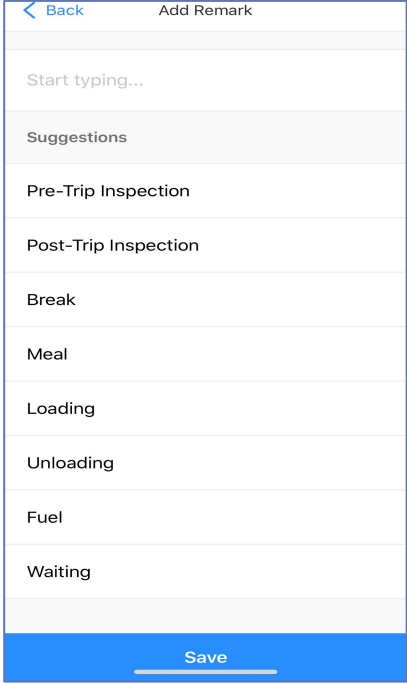 Back Add Remark
Start typing...
Suggestions
Pre-Trip Inspection
Post-Trip Inspection
Break
Meal
Loading
Unloading
Fuel
Waiting
Save